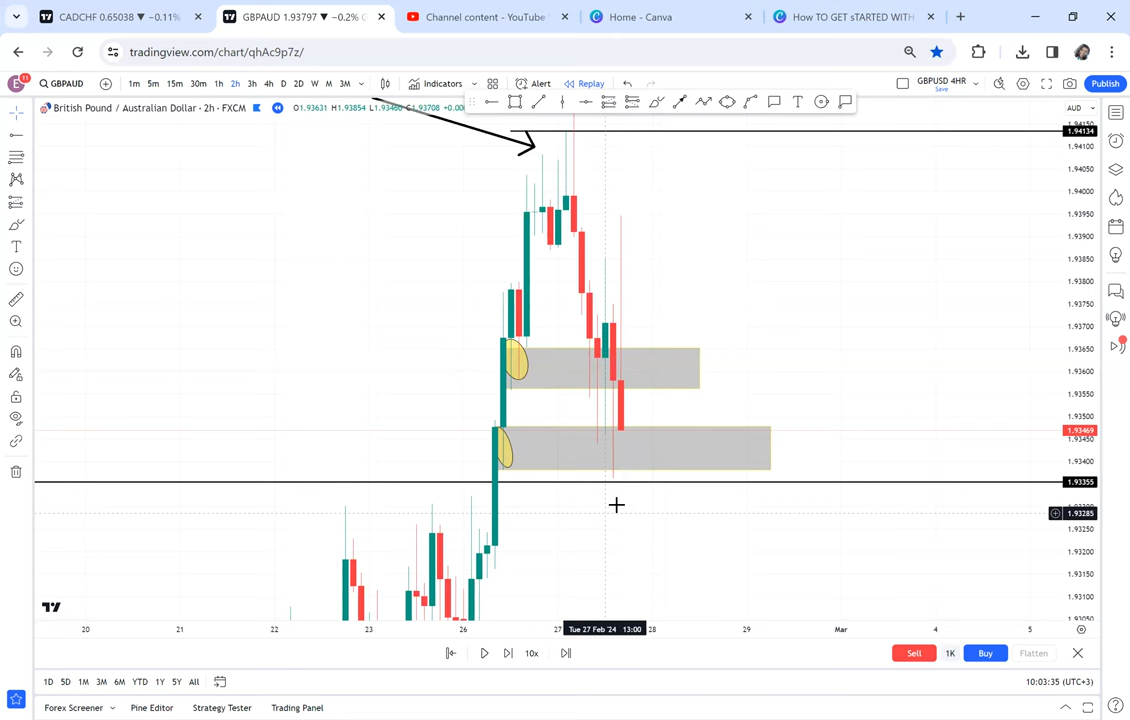 CADCHF 0.65038 ▼ −0.11%
GBPAUD 1.93797 ▼ −0.2% G
Channel content - YouTube
Home - Canva
How TO GET sTARTED WITH
tradingview.com/chart/qhAc9p7z/
E
11
GBPAUD
1m 5m 15m 30m 1h 2h 3h 4h D 2D W M 3M
Indicators
Alert
Replay
GBPUSD 4HR
Save
Publish
British Pound / Australian Dollar · 2h · FXCM
O1.93631 H1.93854 L1.93460 C1.93708
AUD
1.94150
1.94134
1.94100
1.94050
1.94000
1.93950
1.93900
1.93850
1.93800
1.93750
1.93700
1.93650
1.93600
1.93550
1.93500
1.93469
1.93450
1.93400
1.93355
1.93285
1.93250
1.93200
1.93150
1.93100
1.93050
20 21 22 23 26 27 Tue 27 Feb '24 13:00 28 29 Mar 4 5
10x
Sell 1K Buy Flatten
1D 5D 1M 3M 6M YTD 1Y 5Y All
10:03:35 (UTC+3)
Forex Screener Pine Editor Strategy Tester Trading Panel